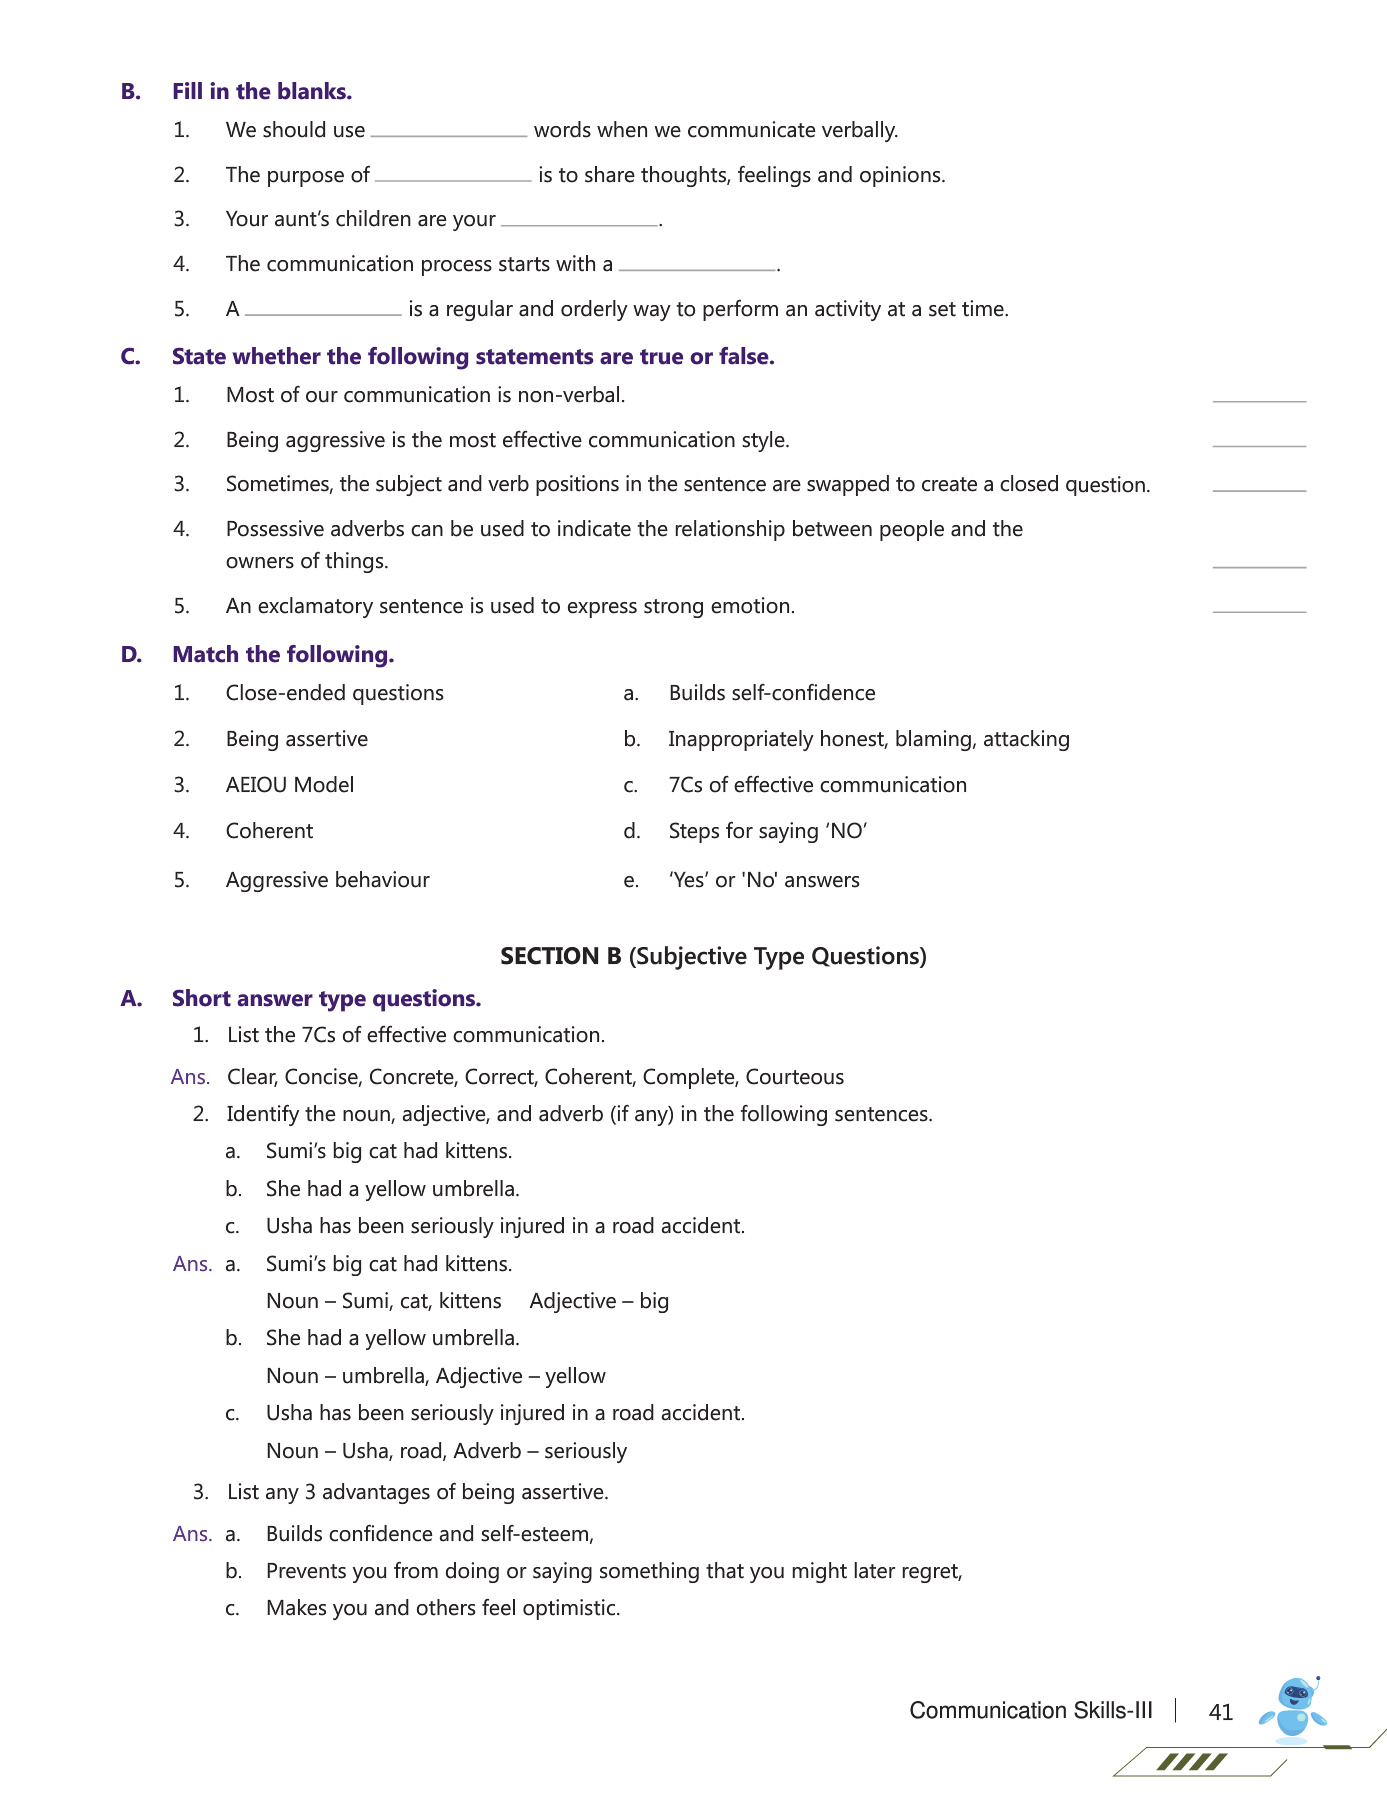 B. Fill in the blanks.
1. We should use ______________ words when we communicate verbally.
2. The purpose of ______________ is to share thoughts, feelings and opinions.
3. Your aunt’s children are your ______________.
4. The communication process starts with a ______________.
5. A ______________ is a regular and orderly way to perform an activity at a set time.
C. State whether the following statements are true or false.
1. Most of our communication is non-verbal. ________
2. Being aggressive is the most effective communication style. ________
3. Sometimes, the subject and verb positions in the sentence are swapped to create a closed question. ________
4. Possessive adverbs can be used to indicate the relationship between people and the
owners of things. ________
5. An exclamatory sentence is used to express strong emotion. ________
D. Match the following.
1. Close-ended questions a. Builds self-confidence
2. Being assertive b. Inappropriately honest, blaming, attacking
3. AEIOU Model c. 7Cs of effective communication
4. Coherent d. Steps for saying ‘NO’
5. Aggressive behaviour e. ‘Yes’ or 'No' answers
SECTION B (Subjective Type Questions)
A. Short answer type questions.
1. List the 7Cs of effective communication.
Ans. Clear, Concise, Concrete, Correct, Coherent, Complete, Courteous
2. Identify the noun, adjective, and adverb (if any) in the following sentences.
a. Sumi’s big cat had kittens.
b. She had a yellow umbrella.
c. Usha has been seriously injured in a road accident.
Ans. a. Sumi’s big cat had kittens.
Noun – Sumi, cat, kittens Adjective – big
b. She had a yellow umbrella.
Noun – umbrella, Adjective – yellow
c. Usha has been seriously injured in a road accident.
Noun – Usha, road, Adverb – seriously
3. List any 3 advantages of being assertive.
Ans. a. Builds confidence and self-esteem,
b. Prevents you from doing or saying something that you might later regret,
c. Makes you and others feel optimistic.
Communication Skills-III 41